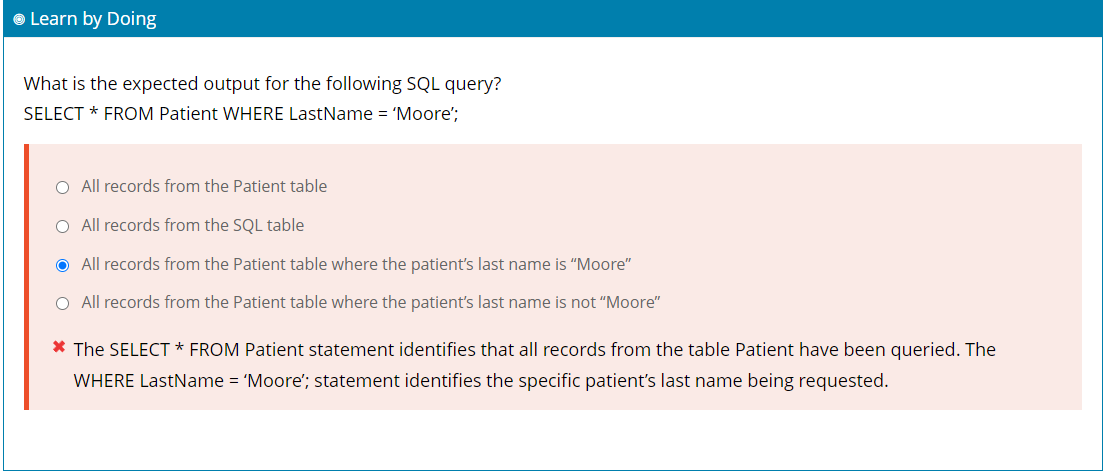 Learn by Doing
What is the expected output for the following SQL query?
SELECT * FROM Patient WHERE LastName = ‘Moore’;
All records from the Patient table
All records from the SQL table
All records from the Patient table where the patient’s last name is “Moore”
All records from the Patient table where the patient’s last name is not “Moore”
✖ The SELECT * FROM Patient statement identifies that all records from the table Patient have been queried. The
WHERE LastName = ‘Moore’; statement identifies the specific patient’s last name being requested.